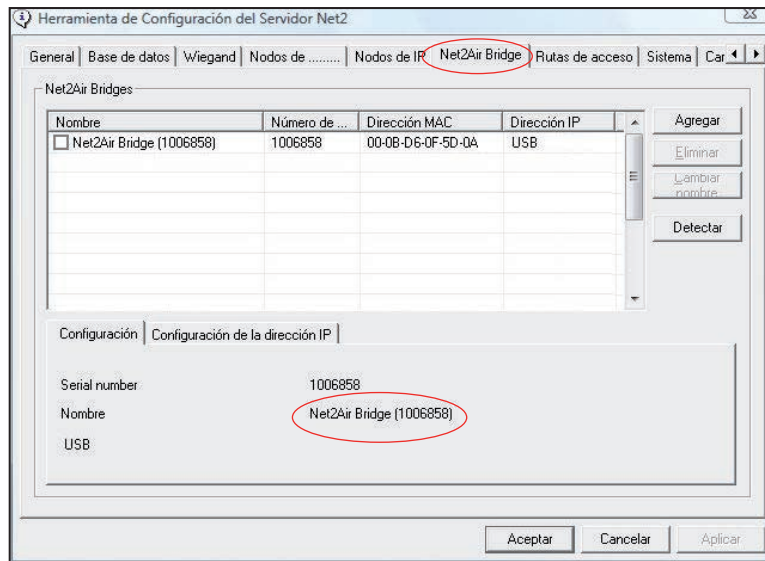 Herramienta de Configuración del Servidor Net2
General Base de datos Wiegand Nodos de ......... Nodos de IP Net2Air Bridge Rutas de acceso Sistema Car
Net2Air Bridges
Nombre Número de ... Dirección MAC Dirección IP
Net2Air Bridge (1006858) 1006858 00-0B-D6-0F-5D-0A USB
Agregar
Eliminar
Cambiar nombre
Detectar
Configuración Configuración de la dirección IP
Serial number 1006858
Nombre Net2Air Bridge (1006858)
USB
Aceptar Cancelar Aplicar